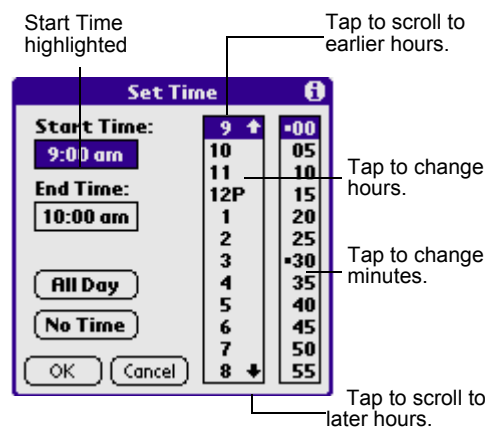 Start Time
highlighted
Tap to scroll to
earlier hours.
Set Time
i
Start Time:
9:00 am
End Time:
10:00 am
All Day
No Time
OK
Cancel
9
10
11
12P
1
2
3
4
5
6
7
8
00
05
10
15
20
25
30
35
40
45
50
55
Tap to change
hours.
Tap to change
minutes.
Tap to scroll to
later hours.